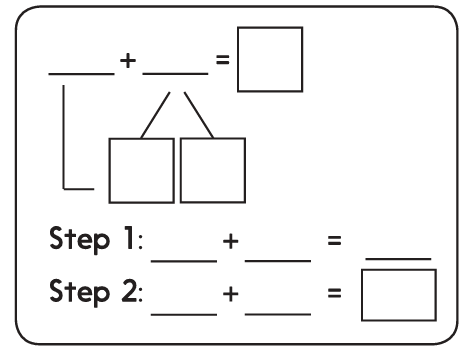 + =
Step 1: + =
Step 2: + =